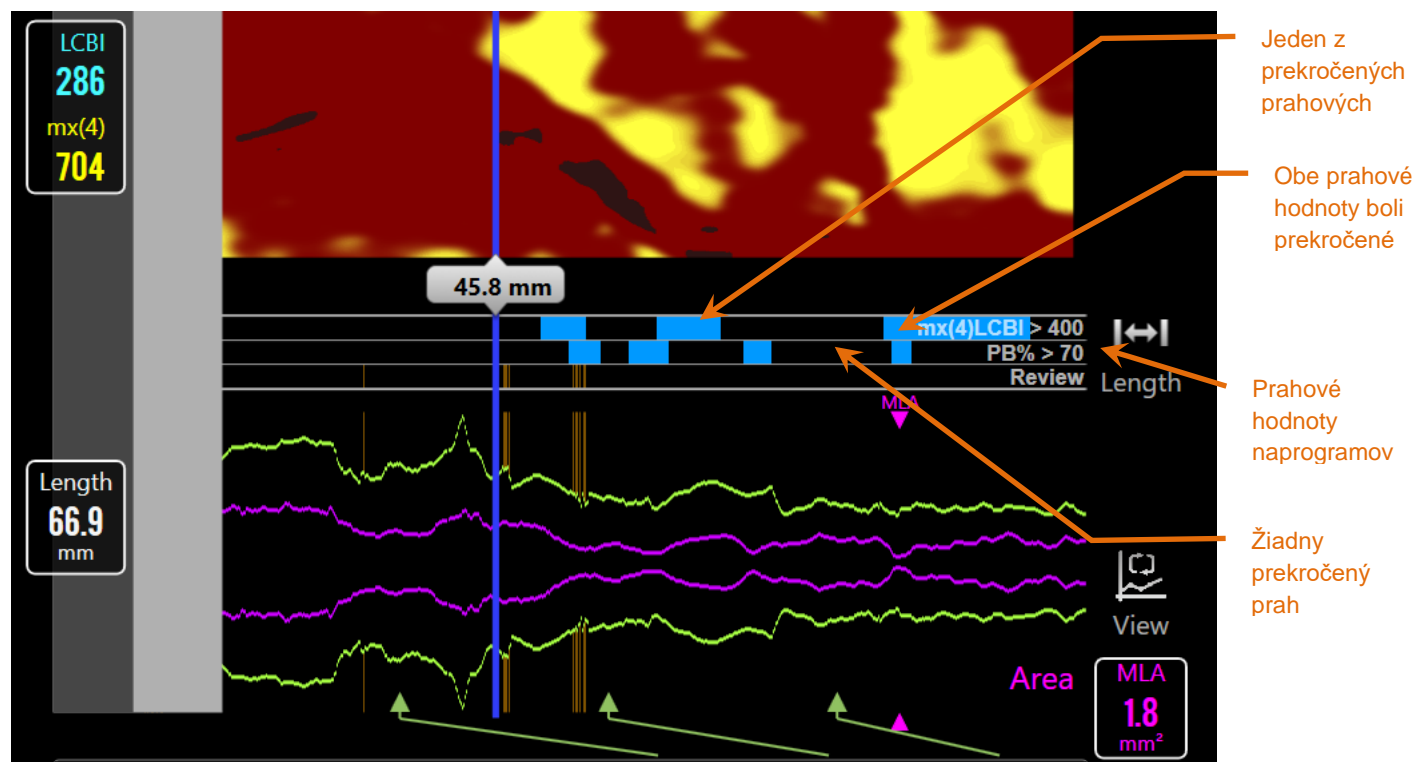 LCBI
286
mx(4)
704
45.8 mm
mx(4)LCBI > 400
PB% > 70
Review
Length
MLA
Length
66.9
mm
View
Area
MLA
1.8
mm²
Jeden z
prekročených
prahových
Obe prahové
hodnoty boli
prekročené
Prahové
hodnoty
naprogramov
Žiadny
prekročený
prah